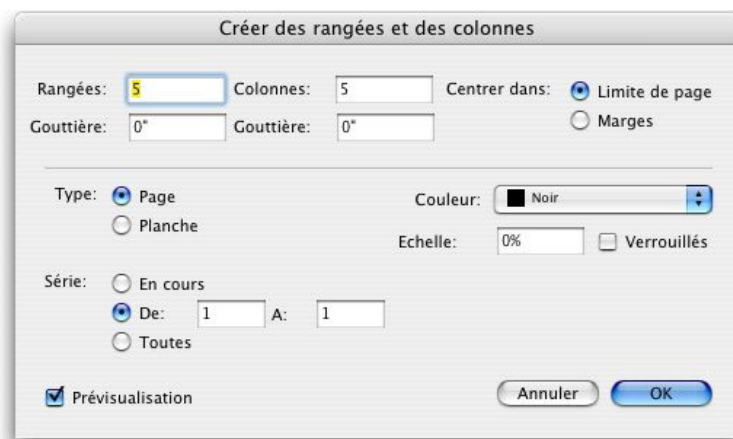 Créer des rangées et des colonnes
Rangées: 5 Colonnes: 5 Centrer dans: Limite de page
Gouttière: 0" Gouttière: 0" Marges
Type: Page Couleur: Noir
Planche
Echelle: 0% Verrouillés
Série: En cours
De: 1 A: 1
Toutes
Prévisualisation Annuler OK